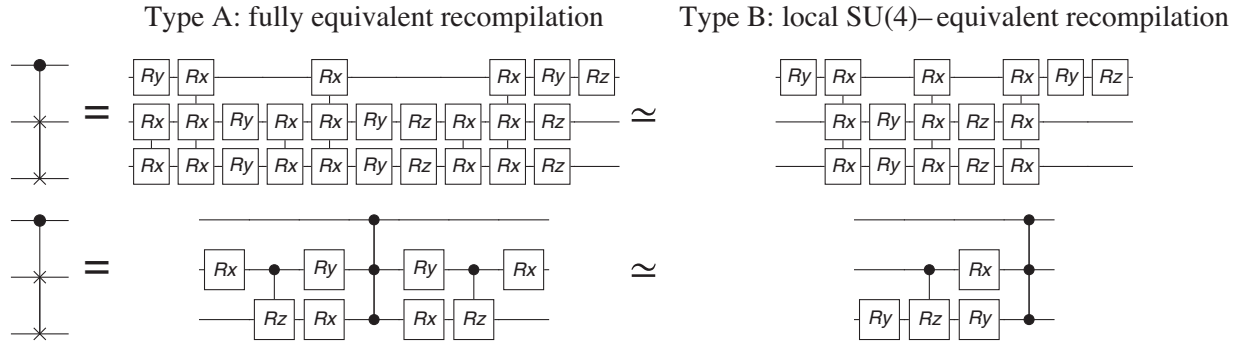 Type A: fully equivalent recompilation Type B: local SU(4)–equivalent recompilation
Ry Rx Rx Rx Ry Rz Ry Rx Rx Rx Ry Rz
= Rx Rx Ry Rx Rx Ry Rz Rx Rx Rz ≃ Rx Ry Rx Rz Rx
Rx Rx Ry Rx Rx Ry Rz Rx Rx Rz Rx Ry Rx Rz Rx
= Rx Ry Ry Rx ≃ Rx
Rz Rx Rx Rz Ry Rz Ry